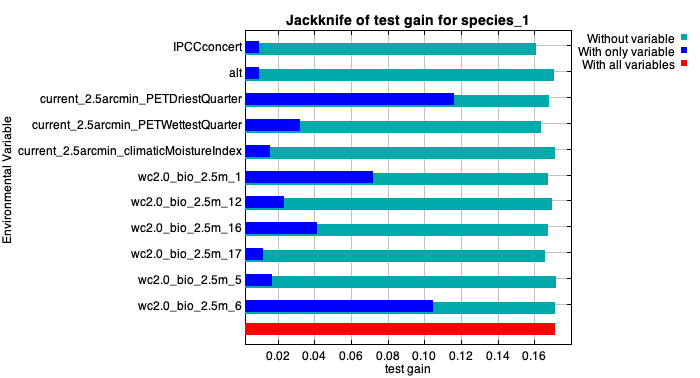 Jackknife of test gain for species_1
Without variable
With only variable
With all variables
Environmental Variable
IPCCconcert
alt
current_2.5arcmin_PETDriestQuarter
current_2.5arcmin_PETWettestQuarter
current_2.5arcmin_climaticMoistureIndex
wc2.0_bio_2.5m_1
wc2.0_bio_2.5m_12
wc2.0_bio_2.5m_16
wc2.0_bio_2.5m_17
wc2.0_bio_2.5m_5
wc2.0_bio_2.5m_6
0.02 0.04 0.06 0.08 0.10 0.12 0.14 0.16
test gain